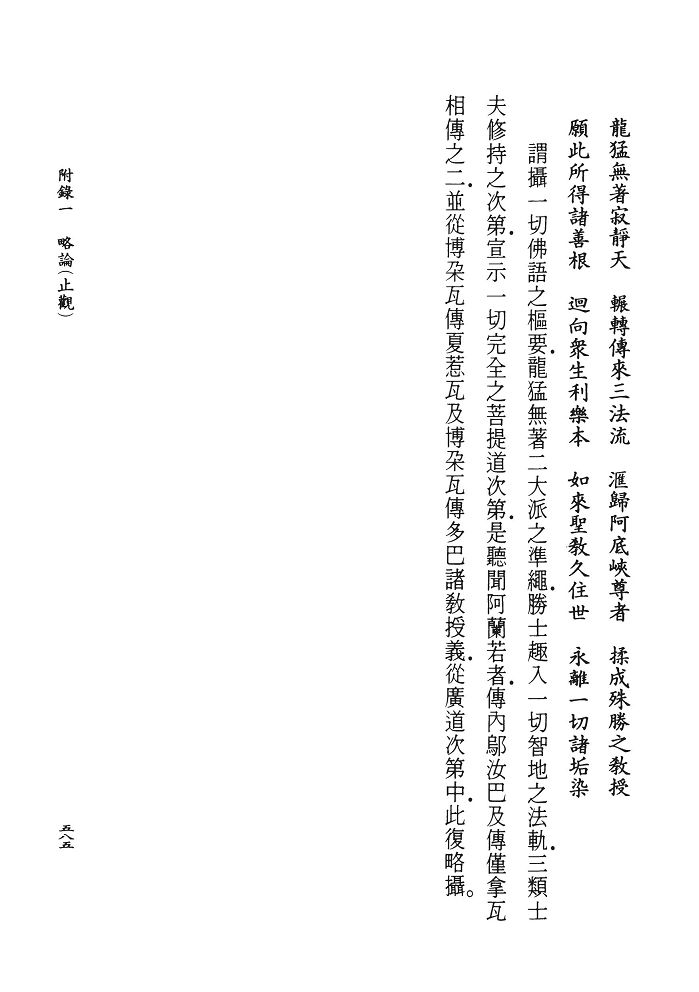 龍猛無著寂靜天　輾轉傳來三法流　滙歸阿底峽尊者　揉成殊勝之教授
願此所得諸善根　迴向衆生利樂本　如來聖教久住世　永離一切諸垢染
謂攝一切佛語之樞要．龍猛無著二大派之準繩．勝士趣入一切智地之法軌．三類士
夫修持之次第．宣示一切完全之菩提道次第．是聽聞阿蘭若者．傳內鄔汝巴及傳僅拿瓦
相傳之二．並從博朶瓦傳夏惹瓦及博朶瓦傳多巴諸教授義．從廣道次第中．此復略攝。
附錄一　略論（止觀）
五八五